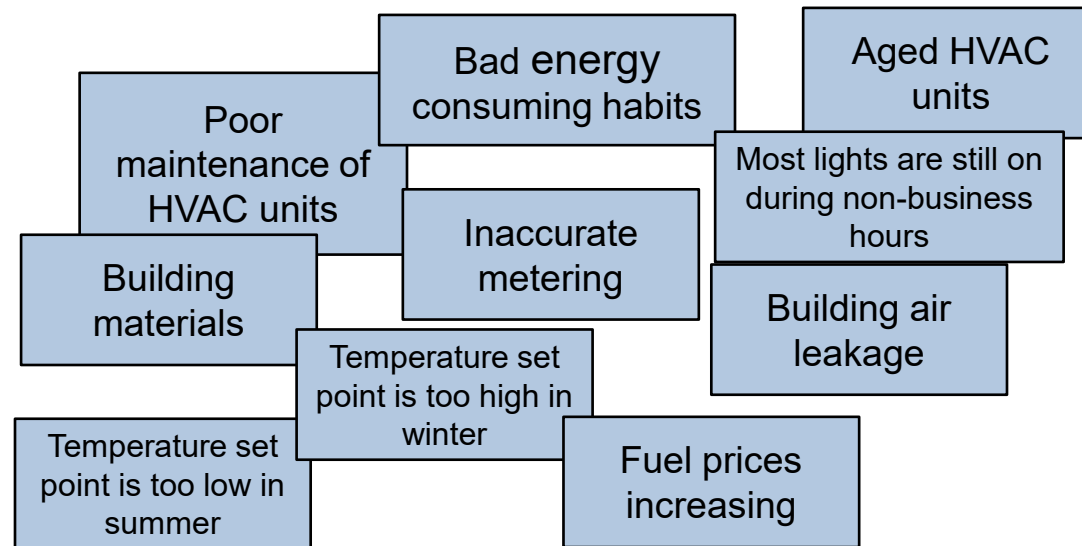 Bad energy
consuming habits
Aged HVAC
units
Poor
maintenance of
HVAC units
Most lights are still on
during non-business
hours
Inaccurate
metering
Building
materials
Building air
leakage
Temperature set
point is too high in
winter
Temperature set
point is too low in
summer
Fuel prices
increasing